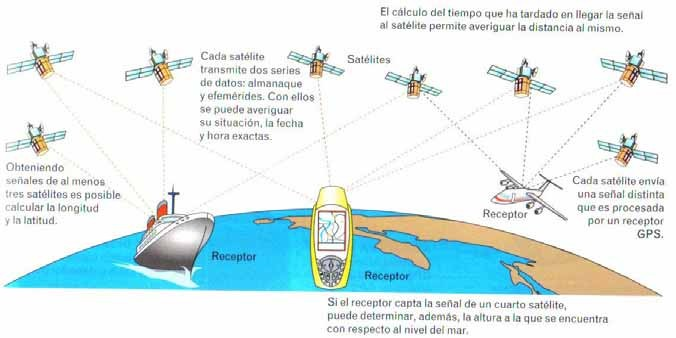 El cálculo del tiempo que ha tardado en llegar la señal
al satélite permite averiguar la distancia al mismo.
Cada satélite
transmite dos series
de datos: almanaque
y efemérides. Con ellos
se puede averiguar
su situación, la fecha
y hora exactas.
Satélites
Obteniendo
señales de al menos
tres satélites es posible
calcular la longitud
y la latitud.
Receptor
Cada satélite envía
una señal distinta
que es procesada
por un receptor
GPS.
Receptor
Receptor
Si el receptor capta la señal de un cuarto satélite,
puede determinar, además, la altura a la que se encuentra
con respecto al nivel del mar.